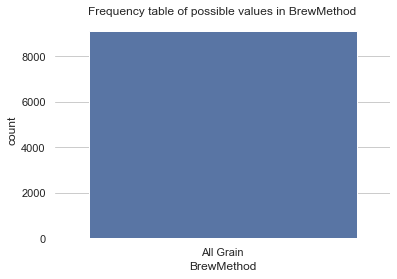 Frequency table of possible values in BrewMethod
8000
6000
4000
2000
0
count
All Grain
BrewMethod